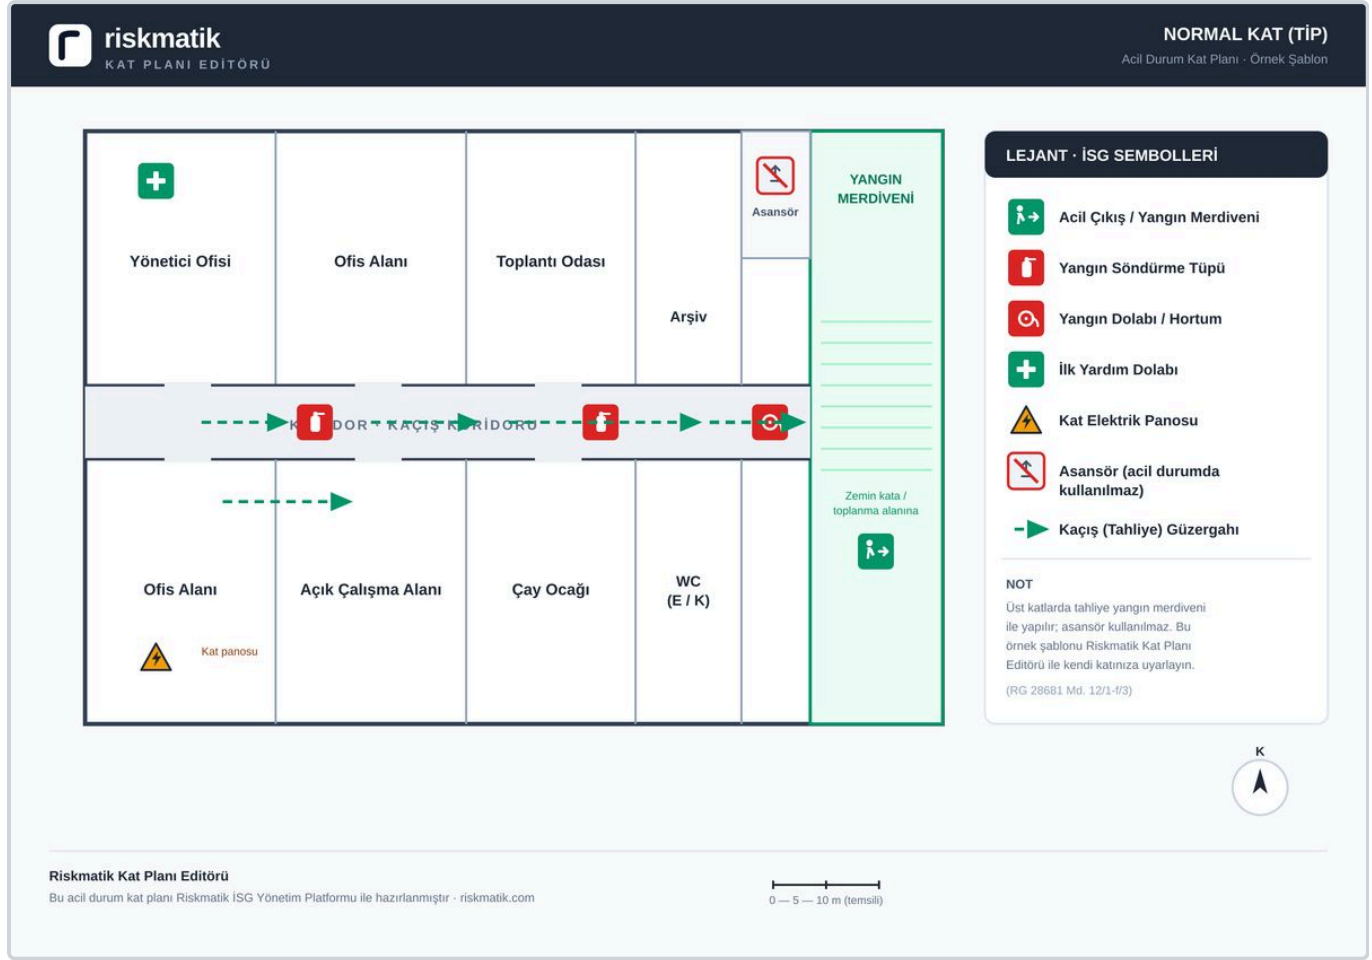 riskmatik
KAT PLANI EDİTÖRÜ
NORMAL KAT (TİP)
Acil Durum Kat Planı · Örnek Şablon
Yönetici Ofisi
Ofis Alanı
Toplantı Odası
Arşiv
Asansör
YANGIN
MERDİVENİ
DOR · KAÇIŞ K RİDORU
Zemin kata /
toplanma alanına
Ofis Alanı
Açık Çalışma Alanı
Çay Ocağı
WC
(E / K)
Kat panosu
LEJANT · İSG SEMBOLLERİ
Acil Çıkış / Yangın Merdiveni
Yangın Söndürme Tüpü
Yangın Dolabı / Hortum
İlk Yardım Dolabı
Kat Elektrik Panosu
Asansör (acil durumda
kullanılmaz)
Kaçış (Tahliye) Güzergahı
NOT
Üst katlarda tahliye yangın merdiveni
ile yapılır; asansör kullanılmaz. Bu
örnek şablonu Riskmatik Kat Planı
Editörü ile kendi katınıza uyarlayın.
(RG 28681 Md. 12/1-f/3)
K
Riskmatik Kat Planı Editörü
Bu acil durum kat planı Riskmatik İSG Yönetim Platformu ile hazırlanmıştır · riskmatik.com
0 — 5 — 10 m (temsili)